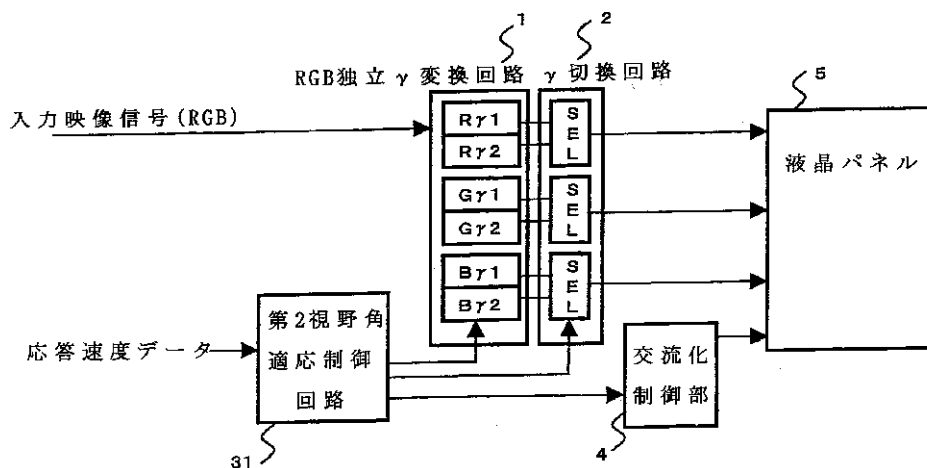 1
2
RGB独立γ変換回路
γ切換回路
5
入力映像信号(RGB)
Rγ1
Rγ2
SEL
液晶パネル
Gγ1
Gγ2
SEL
Bγ1
Bγ2
SEL
応答速度データ
第2視野角
適応制御
回路
交流化
制御部
31
4